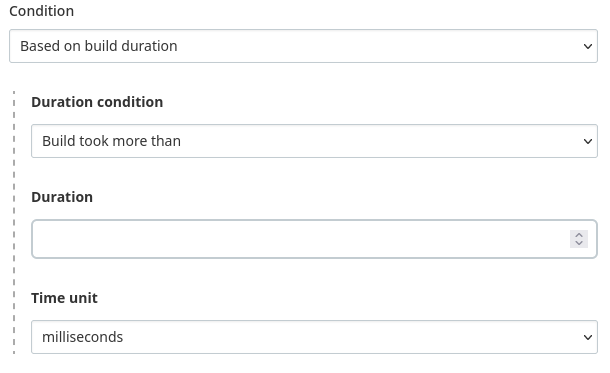 Condition
Based on build duration
Duration condition
Build took more than
Duration
Time unit
milliseconds